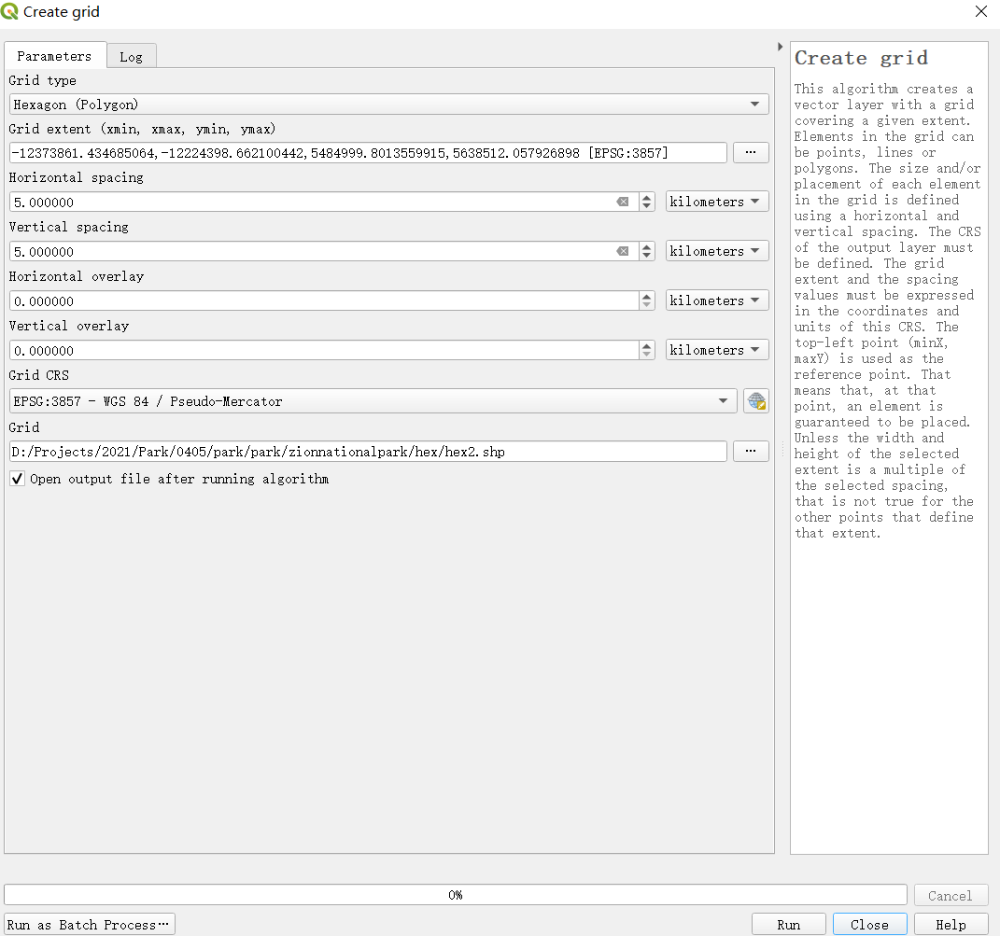 Create grid
Parameters
Log
Grid type
Hexagon (Polygon)
Grid extent (xmin, xmax, ymin, ymax)
-12373861.434685064,-12224398.662100442,5484999.8013559915,5638512.057926898 [EPSG:3857]
...
Horizontal spacing
5.000000
kilometers
Vertical spacing
5.000000
kilometers
Horizontal overlay
0.000000
kilometers
Vertical overlay
0.000000
kilometers
Grid CRS
EPSG:3857 - WGS 84 / Pseudo-Mercator
Grid
D:/Projects/2021/Park/0405/park/park/zionnationalpark/hex/hex2.shp
...
Open output file after running algorithm
Create grid
This algorithm creates a
vector layer with a grid
covering a given extent.
Elements in the grid can
be points, lines or
polygons. The size and/or
placement of each element
in the grid is defined
using a horizontal and
vertical spacing. The CRS
of the output layer must
be defined. The grid
extent and the spacing
values must be expressed
in the coordinates and
units of this CRS. The
top-left point (minX,
maxY) is used as the
reference point. That
means that, at that
point, an element is
guaranteed to be placed.
Unless the width and
height of the selected
extent is a multiple of
the selected spacing,
that is not true for the
other points that define
that extent.
0%
Cancel
Run as Batch Process…
Run
Close
Help